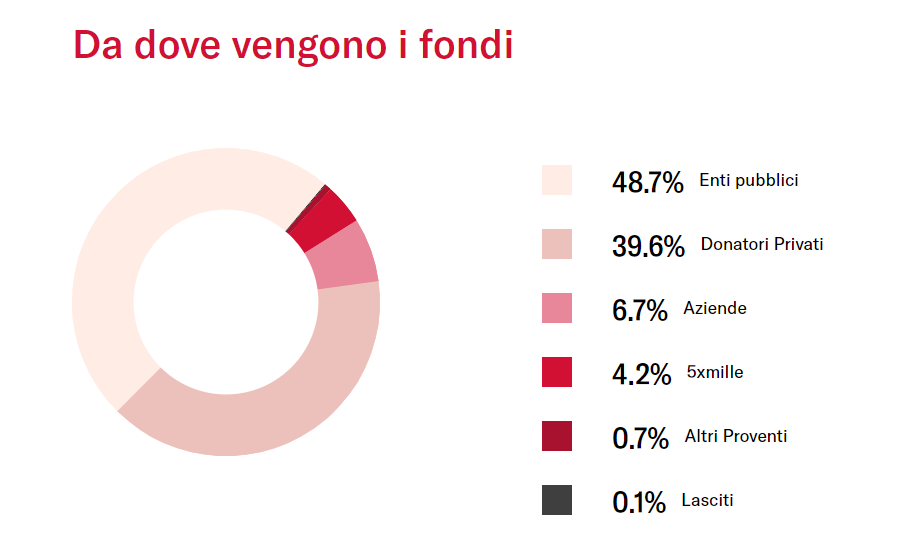 Da dove vengono i fondi
48.7% Enti pubblici
39.6% Donatori Privati
6.7% Aziende
4.2% 5xmille
0.7% Altri Proventi
0.1% Lasciti